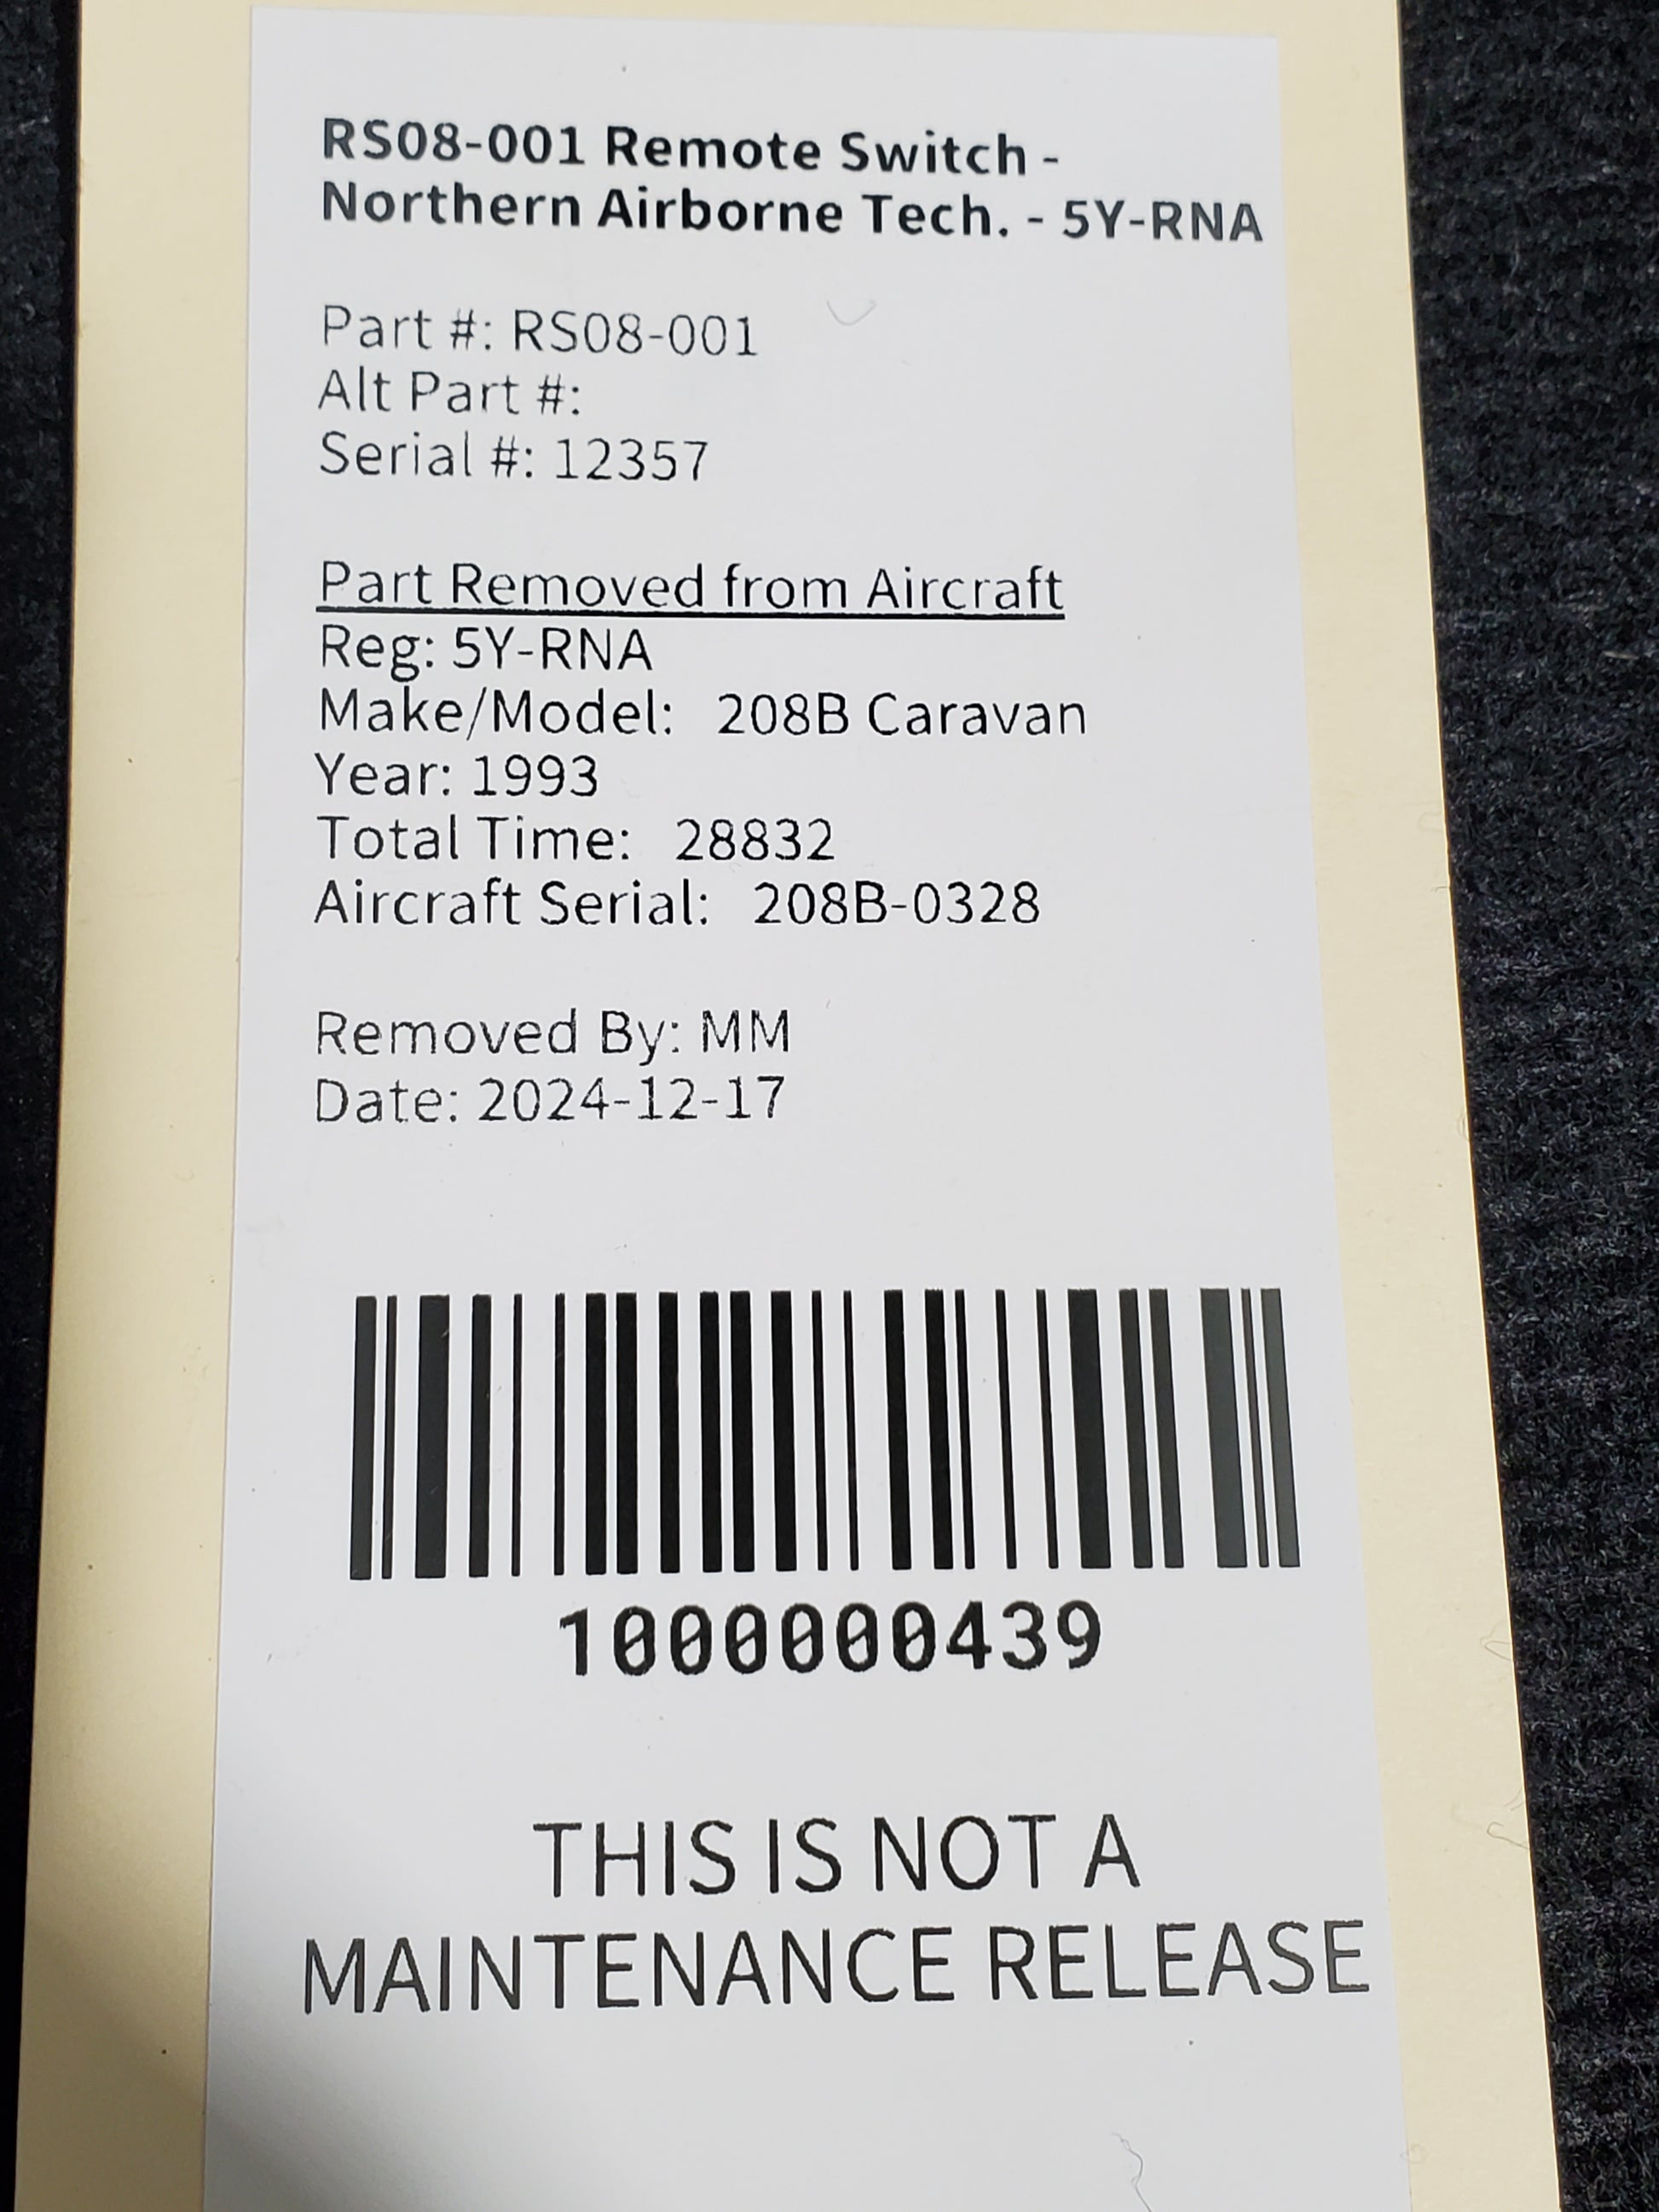 RS08-001 Remote Switch -
Northern Airborne Tech. - 5Y-RNA
Part #: RS08-001
Alt Part #:
Serial #: 12357
Part Removed from Aircraft
Reg: 5Y-RNA
Make/Model: 208B Caravan
Year: 1993
Total Time: 28832
Aircraft Serial: 208B-0328
Removed By: MM
Date: 2024-12-17
1000000439
THIS IS NOT A
MAINTENANCE RELEASE